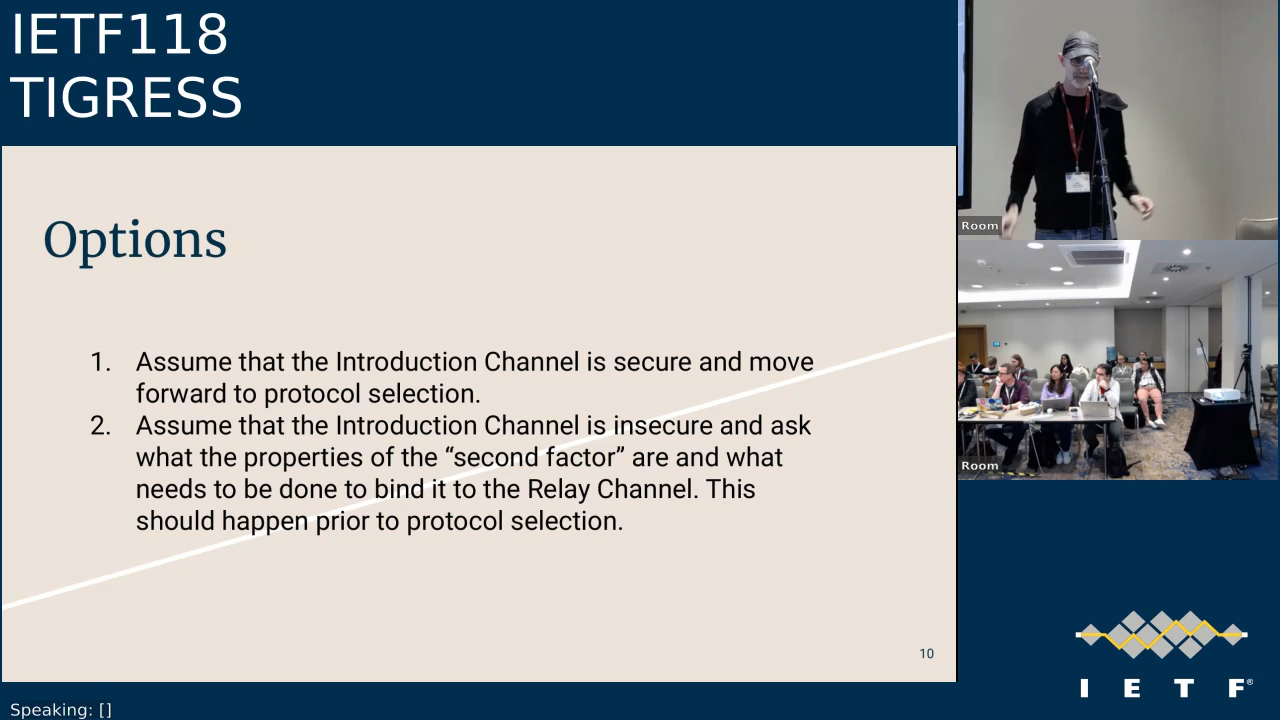 IETF118
TIGRESS
Options
1. Assume that the Introduction Channel is secure and move
forward to protocol selection.
2. Assume that the Introduction Channel is insecure and ask
what the properties of the “second factor” are and what
needs to be done to bind it to the Relay Channel. This
should happen prior to protocol selection.
10
Room
Room
I E T F®
Speaking: []